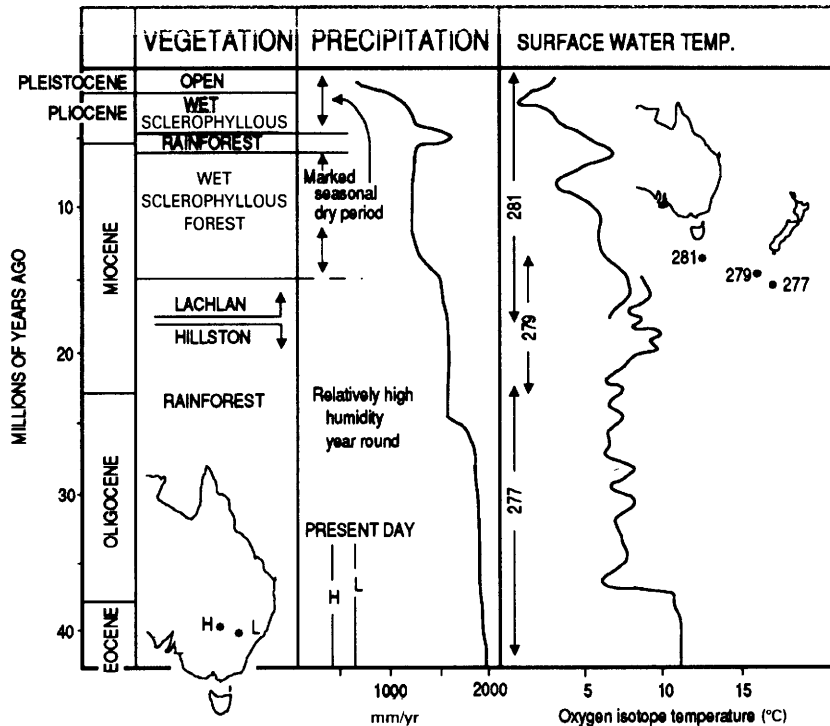 VEGETATION PRECIPITATION SURFACE WATER TEMP.
PLEISTOCENE
PLIOCENE
MIOCENE
OLIGOCENE
EOCENE
MILLIONS OF YEARS AGO
10
20
30
40
OPEN
WET
SCLEROPHYLLOUS
RAINFOREST
WET
SCLEROPHYLLOUS
FOREST
LACHLAN
HILLSTON
RAINFOREST
H L
Marked
seasonal
dry period
Relatively high
humidity
year round
PRESENT DAY
H L
1000 2000
mm/yr
281
279
277
281
279
277
5 10 15
Oxygen isotope temperature (°C)